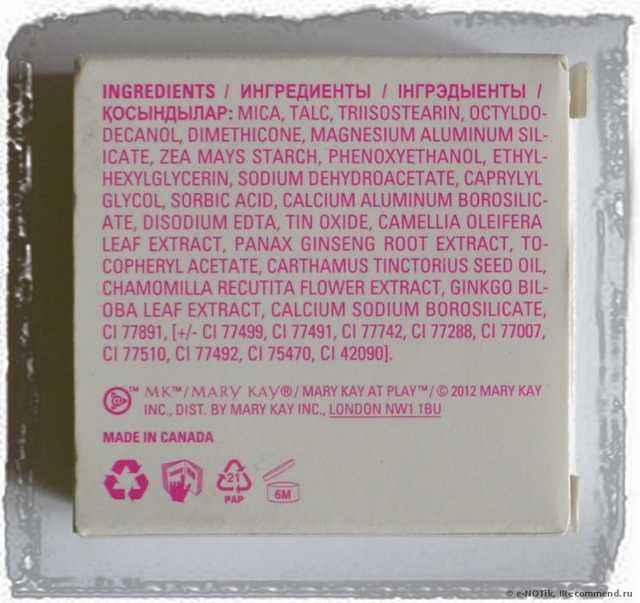 INGREDIENTS / ИНГРЕДИЕНТЫ / ІНГРЭДЫЕНТЫ /
ҚОСЫНДЫЛАР: MICA, TALC, TRIISOSTEARIN, OCTYLDO-
DECANOL, DIMETHICONE, MAGNESIUM ALUMINUM SIL-
ICATE, ZEA MAYS STARCH, PHENOXYETHANOL, ETHYL-
HEXYLGLYCERIN, SODIUM DEHYDROACETATE, CAPRYLYL
GLYCOL, SORBIC ACID, CALCIUM ALUMINUM BOROSILIC-
ATE, DISODIUM EDTA, TIN OXIDE, CAMELLIA OLEIFERA
LEAF EXTRACT, PANAX GINSENG ROOT EXTRACT, TO-
COPHERYL ACETATE, CARTHAMUS TINCTORIUS SEED OIL,
CHAMOMILLA RECUTITA FLOWER EXTRACT, GINKGO BIL-
OBA LEAF EXTRACT, CALCIUM SODIUM BOROSILICATE,
CI 77891, [+/- CI 77499, CI 77491, CI 77742, CI 77288, CI 77007,
CI 77510, CI 77492, CI 75470, CI 42090].
™ MK™/MARY KAY®/ MARY KAY AT PLAY™/© 2012 MARY KAY
INC., DIST. BY MARY KAY INC., LONDON NW1 1BU
MADE IN CANADA
21
PAP
6M
© e-NOTik, IRecommend.ru